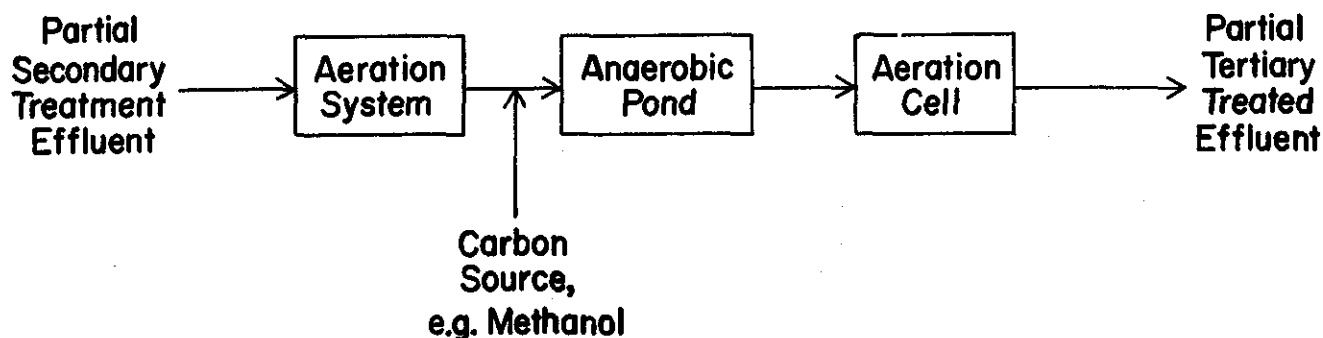 Partial
Secondary
Treatment
Effluent
Aeration
System
Carbon
Source,
e.g. Methanol
Anaerobic
Pond
Aeration
Cell
Partial
Tertiary
Treated
Effluent